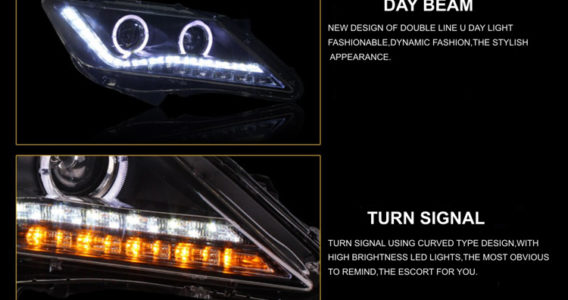 DAY BEAM
NEW DESIGN OF DOUBLE LINE U DAY LIGHT
FASHIONABLE,DYNAMIC FASHION,THE STYLISH
APPEARANCE.
TURN SIGNAL
TURN SIGNAL USING CURVED TYPE DESIGN,WITH
HIGH BRIGHTNESS LED LIGHTS,THE MOST OBVIOUS
TO REMIND,THE ESCORT FOR YOU.